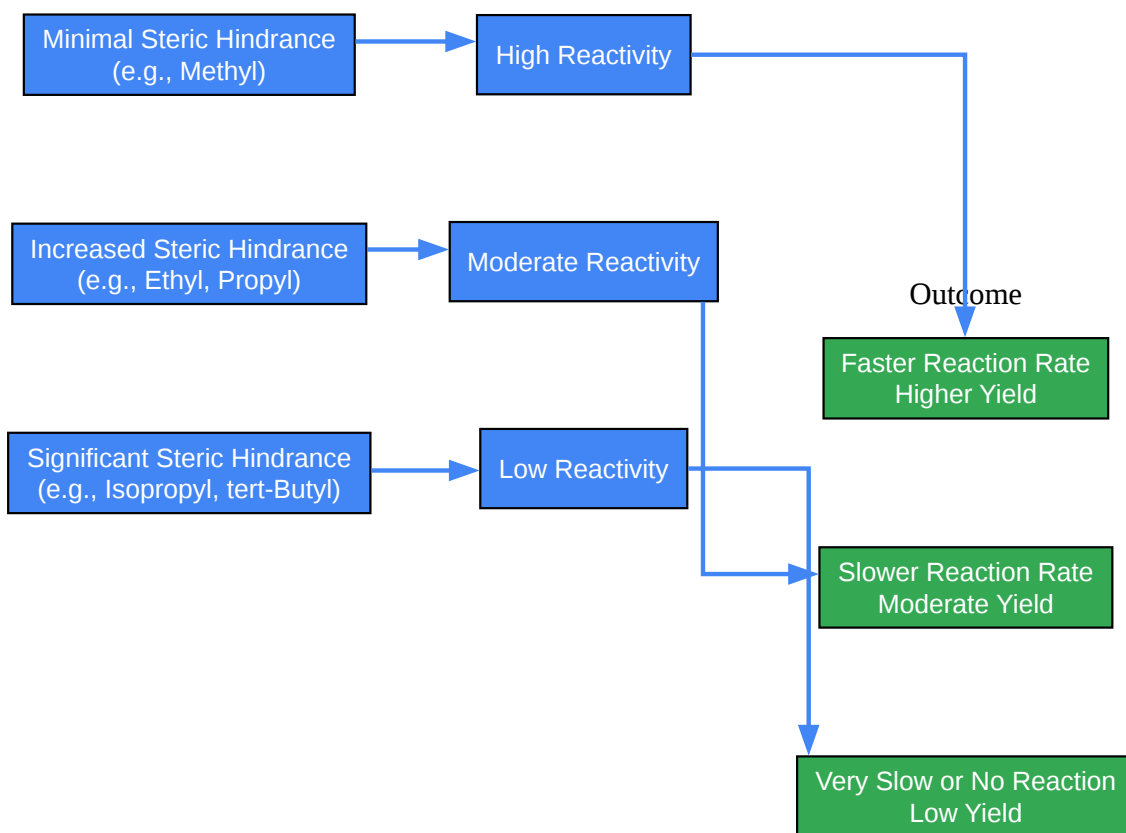 Minimal Steric Hindrance
(e.g., Methyl)
High Reactivity
Increased Steric Hindrance
(e.g., Ethyl, Propyl)
Moderate Reactivity
Outcome
Faster Reaction Rate
Higher Yield
Significant Steric Hindrance
(e.g., Isopropyl, tert-Butyl)
Low Reactivity
Slower Reaction Rate
Moderate Yield
Very Slow or No Reaction
Low Yield